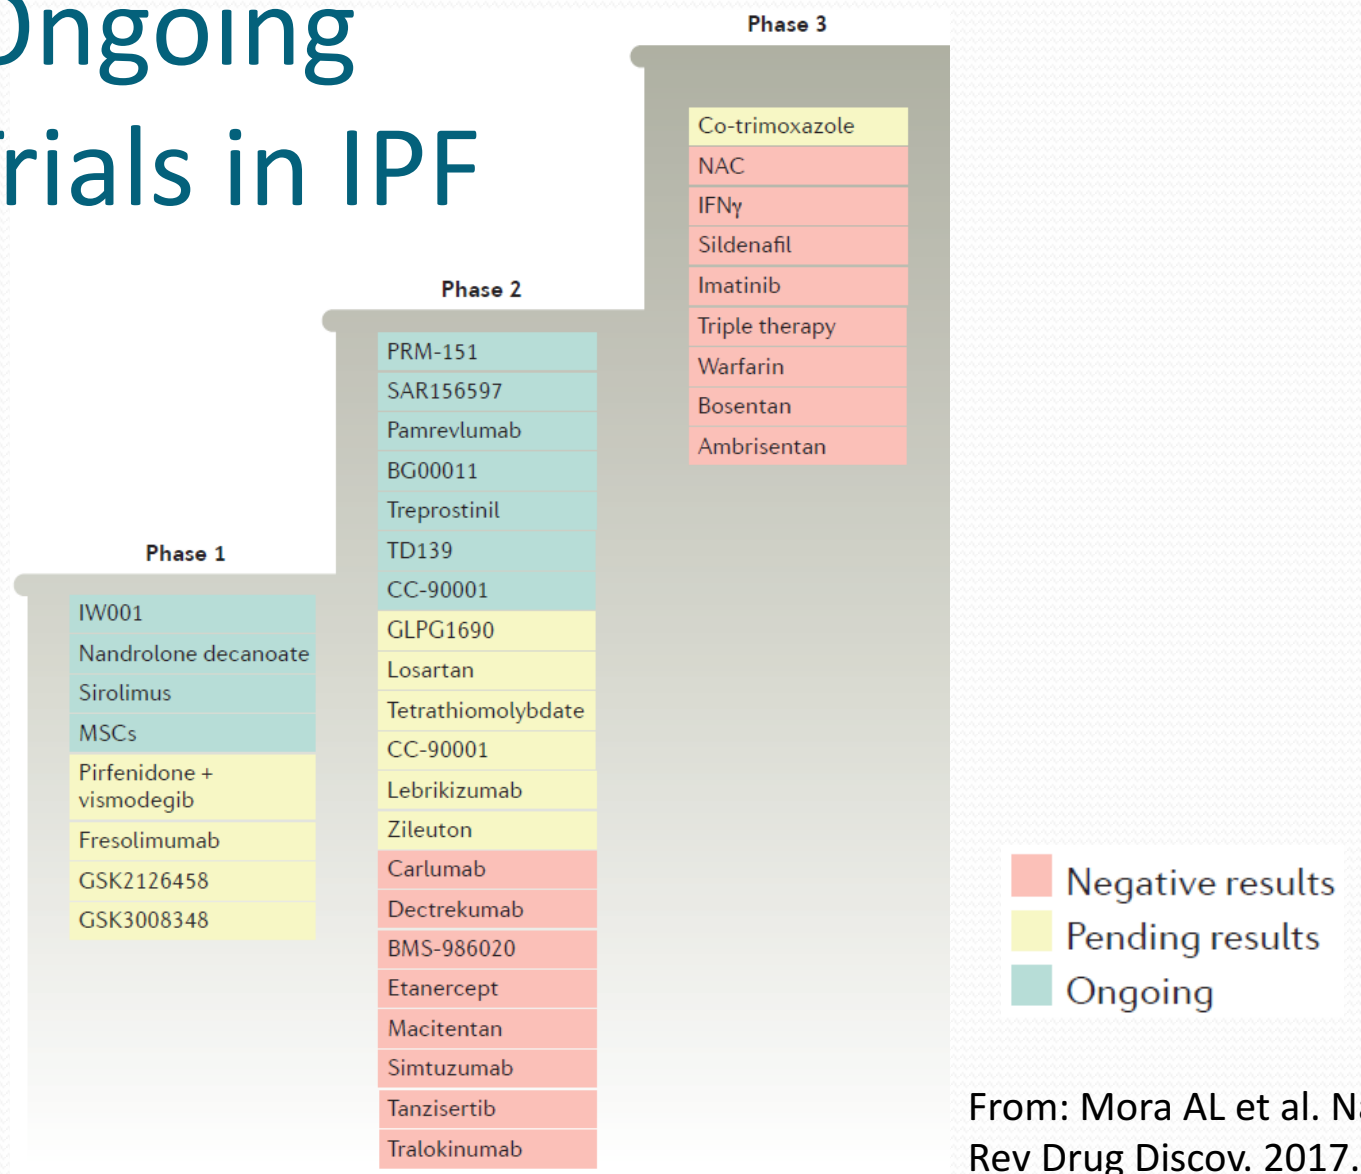 Ongoing
Trials in IPF
Phase 3
Co-trimoxazole
NAC
IFNγ
Sildenafil
Imatinib
Triple therapy
Warfarin
Bosentan
Ambrisentan
Phase 2
PRM-151
SAR156597
Pamrevlumab
BG00011
Treprostinil
TD139
CC-90001
GLPG1690
Losartan
Tetrathiomolybdate
CC-90001
Lebrikizumab
Zileuton
Carlumab
Dectrekumab
BMS-986020
Etanercept
Macitentan
Simtuzumab
Tanzisertib
Tralokinumab
Phase 1
IW001
Nandrolone decanoate
Sirolimus
MSCs
Pirfenidone +
vismodegib
Fresolimumab
GSK2126458
GSK3008348
Negative results
Pending results
Ongoing
From: Mora AL et al.
Rev Drug Discov. 2017.